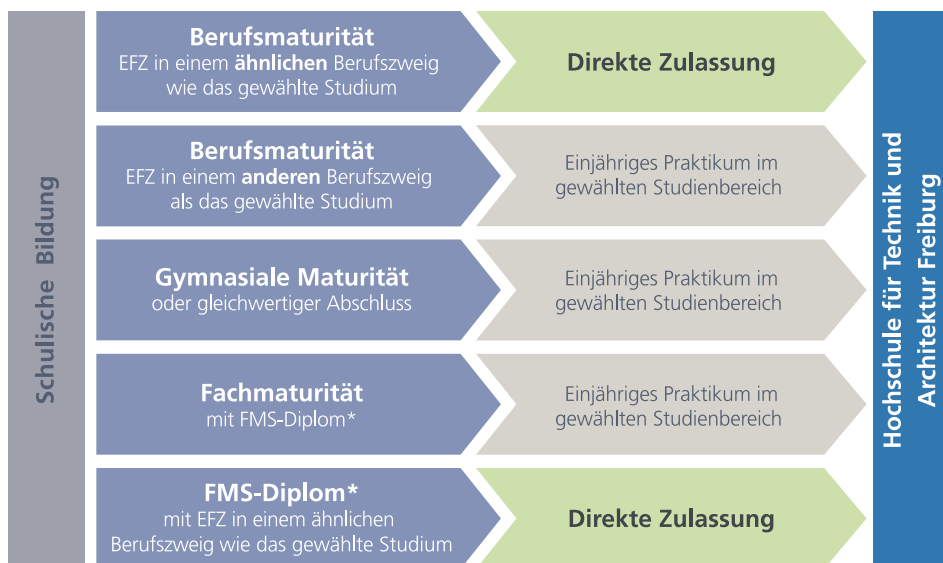 Schulische Bildung
Berufsmaturität
EFZ in einem ähnlichen Berufszweig
wie das gewählte Studium
Direkte Zulassung
Berufsmaturität
EFZ in einem anderen Berufszweig
als das gewählte Studium
Einjähriges Praktikum im
gewählten Studienbereich
Gymnasiale Maturität
oder gleichwertiger Abschluss
Einjähriges Praktikum im
gewählten Studienbereich
Fachmaturität
mit FMS-Diplom*
Einjähriges Praktikum im
gewählten Studienbereich
FMS-Diplom*
mit EFZ in einem ähnlichen
Berufszweig wie das gewählte Studium
Direkte Zulassung
Hochschule für Technik und
Architektur Freiburg